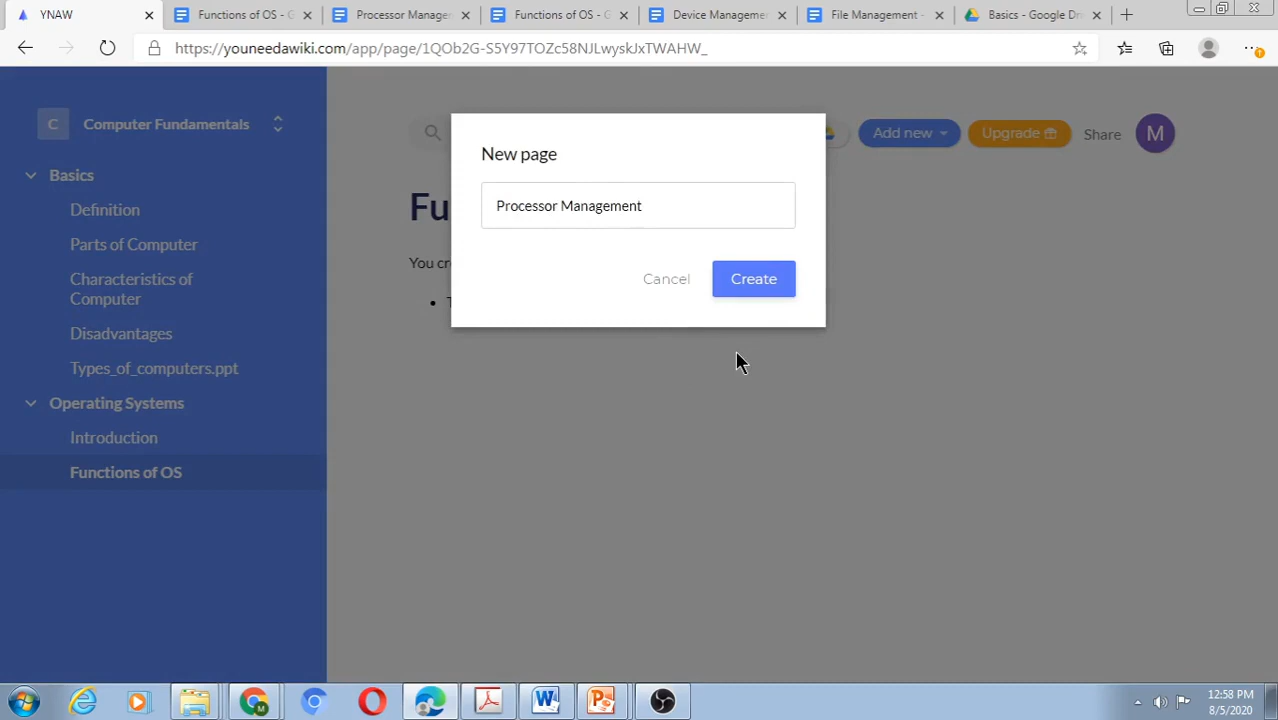 YNAW
Functions of OS - G
Processor Manage
Functions of OS - G
Device Manageme
File Management -
Basics - Google Dri
https://youneedawiki.com/app/page/1QOb2G-S5Y97TOZc58NJLwyskJxTWAHW_
C
Computer Fundamentals
Basics
Definition
Parts of Computer
Characteristics of
Computer
Disadvantages
Types_of_computers.ppt
Operating Systems
Introduction
Functions of OS
Add new
Upgrade
Share
M
Fu
You cr
New page
Processor Management
Cancel
Create
12:58 PM
8/5/2020